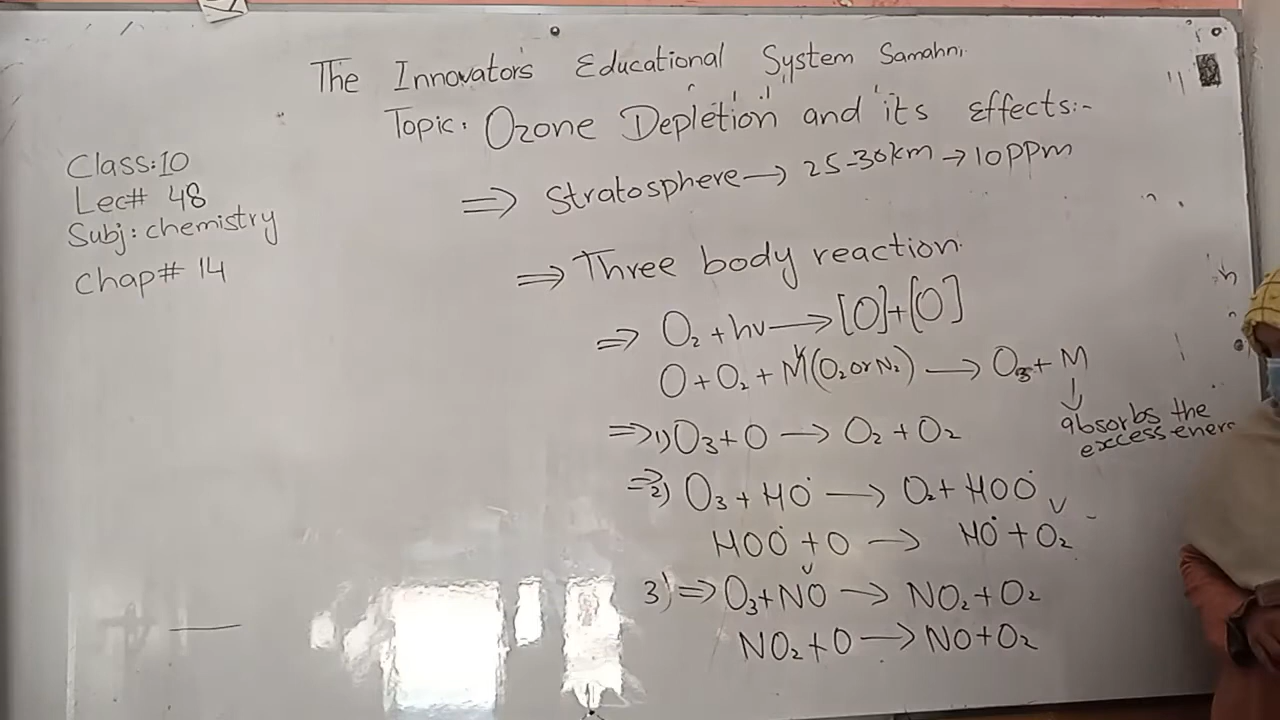 The Innovators Educational System Samahni
Topic: Ozone Depletion and its effects:-
Class:10
Lec# 48
Subj: chemistry
Chap# 14
⇒ Stratosphere → 25-30km → 10PPm
⇒ Three body reaction
⇒ O₂ + hν → [O]+[O]
O + O₂ + M(O₂ or N₂) → O₃ + M
↓
absorbs the
excess ener
⇒ 1) O₃ + O → O₂ + O₂
⇒ 2) O₃ + HO˙ → O₂ + HOO˙
HOO˙ + O → HO˙ + O₂
3) ⇒ O₃ + NO → NO₂ + O₂
NO₂ + O → NO + O₂